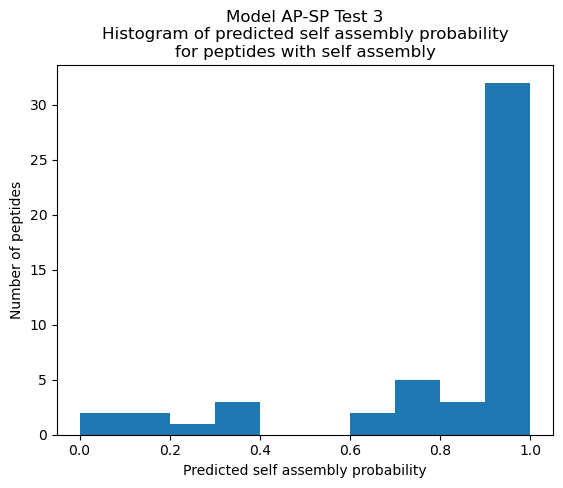 Model AP-SP Test 3
Histogram of predicted self assembly probability
for peptides with self assembly
Number of peptides
30
25
20
15
10
5
0
0.0 0.2 0.4 0.6 0.8 1.0
Predicted self assembly probability